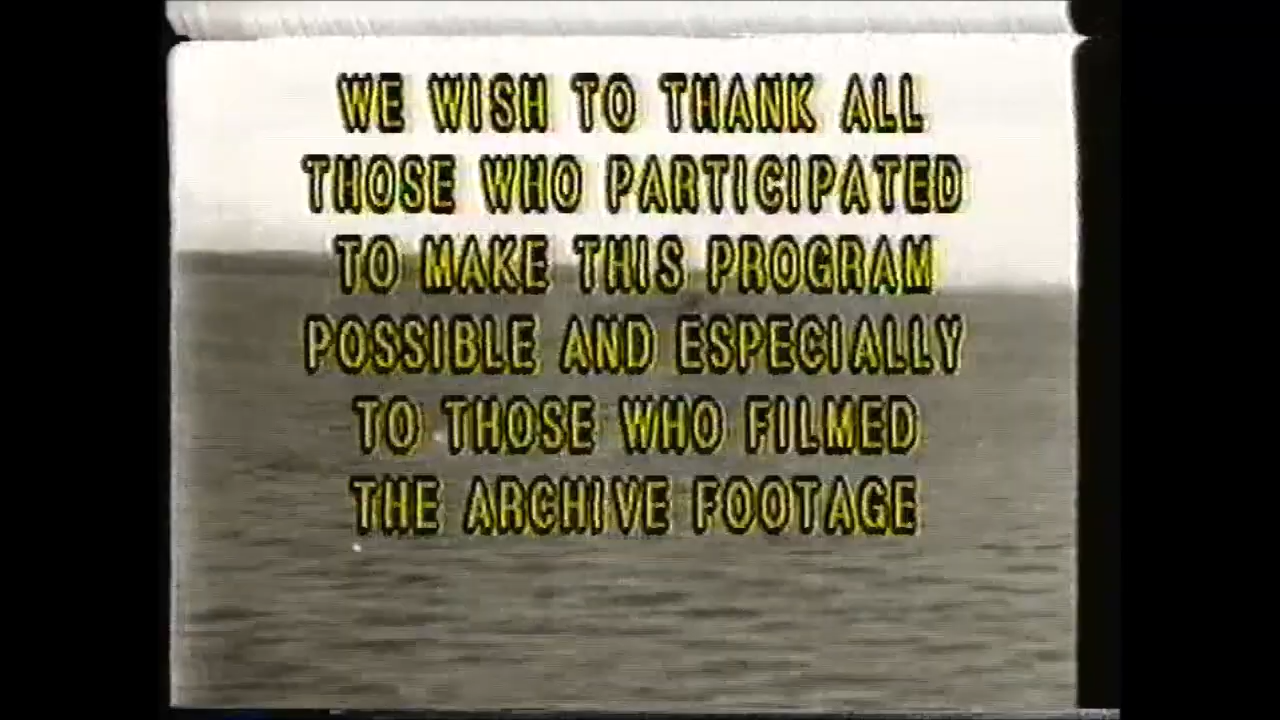 WE WISH TO THANK ALL
THOSE WHO PARTICIPATED
TO MAKE THIS PROGRAM
POSSIBLE AND ESPECIALLY
TO THOSE WHO FILMED
THE ARCHIVE FOOTAGE